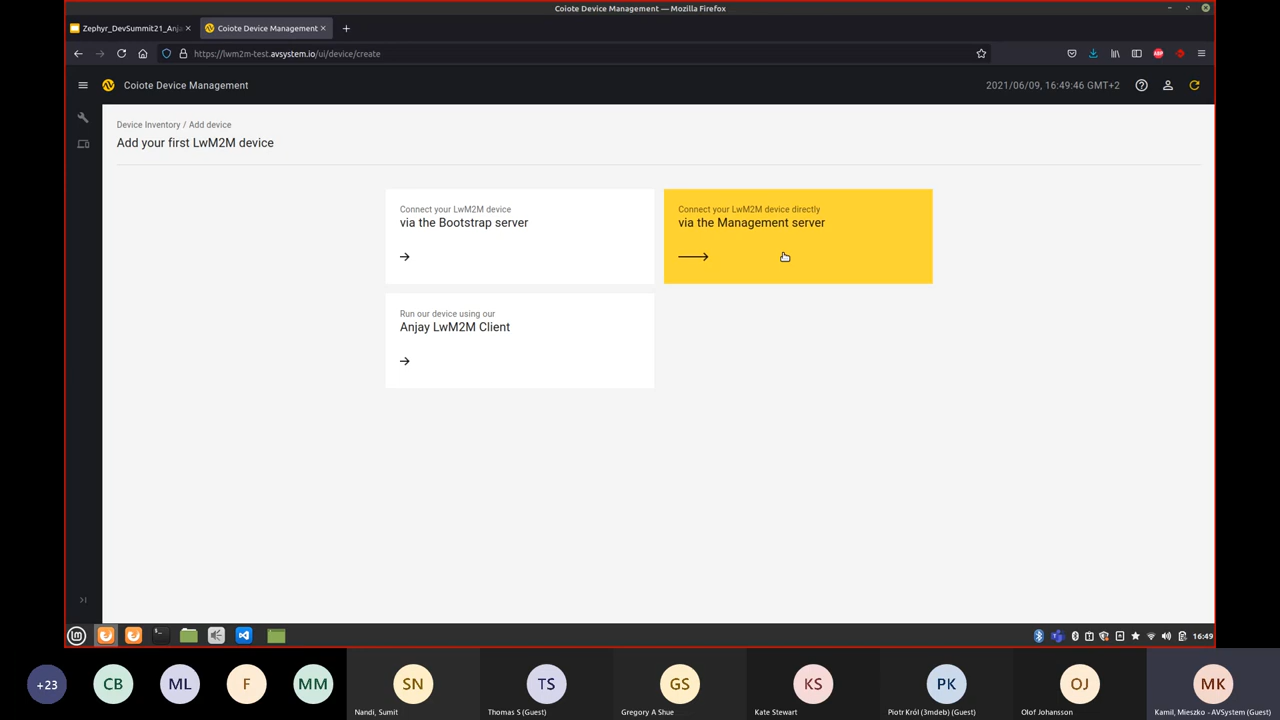 Coiote Device Management — Mozilla Firefox
Zephyr_DevSummit21_Anja
Coiote Device Management
https://lwm2m-test.avsystem.io/ui/device/create
Coiote Device Management
2021/06/09, 16:49:46 GMT+2
Device Inventory / Add device
Add your first LwM2M device
Connect your LwM2M device
via the Bootstrap server
Connect your LwM2M device directly
via the Management server
Run our device using our
Anjay LwM2M Client
16:49
+23
CB
ML
F
MM
SN
TS
GS
KS
PK
OJ
MK
Nandi, Sumit
Thomas S (Guest)
Gregory A Shue
Kate Stewart
Piotr Król (3mdeb) (Guest)
Olof Johansson
Kamil, Mieszko - AVSystem (Guest)